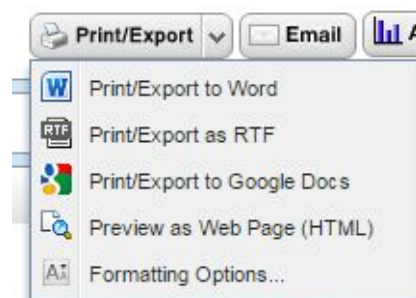 Print/Export Email A
Print/Export to Word
RTF Print/Export as RTF
Print/Export to Google Docs
Preview as Web Page (HTML)
Formatting Options...